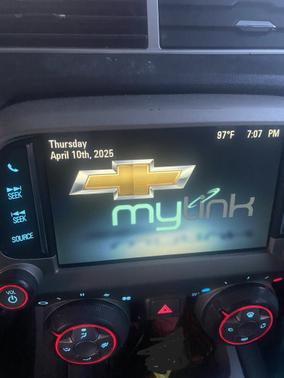 Thursday
97°F 7:07 PM
April 10th, 2025
SEEK
mylink
SEEK
SOURCE
VOL